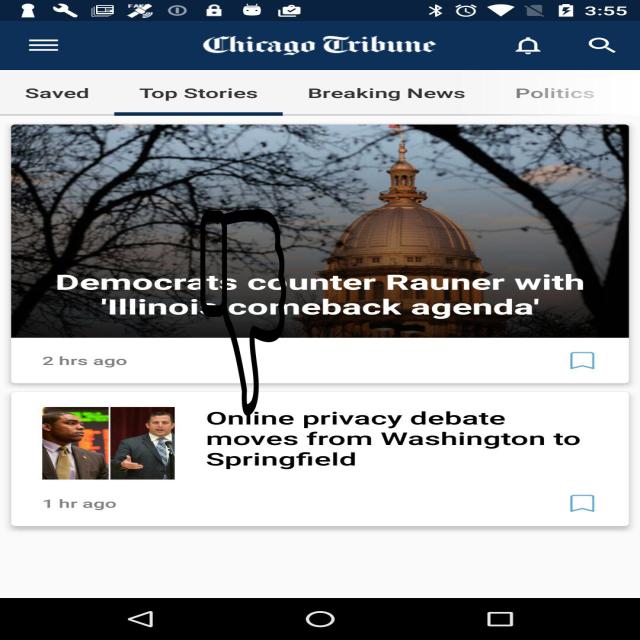 3:55
Chicago Tribune
Saved Top Stories Breaking News Politics
Democrats counter Rauner with
'Illinois comeback agenda'
2 hrs ago
Online privacy debate
moves from Washington to
Springfield
1 hr ago